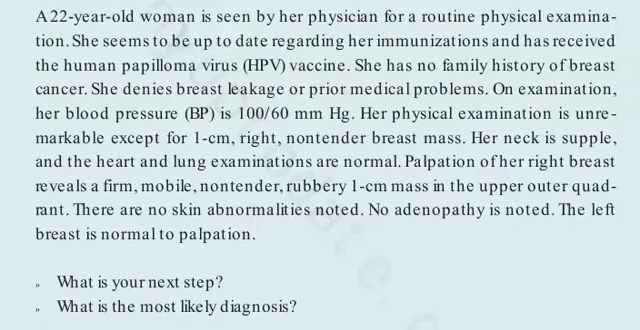 A 22-year-old woman is seen by her physician for a routine physical examina-
tion. She seems to be up to date regarding her immunizations and has received
the human papilloma virus (HPV) vaccine. She has no family history of breast
cancer. She denies breast leakage or prior medical problems. On examination,
her blood pressure (BP) is 100/60 mm Hg. Her physical examination is unre-
markable except for 1-cm, right, nontender breast mass. Her neck is supple,
and the heart and lung examinations are normal. Palpation of her right breast
reveals a firm, mobile, nontender, rubbery 1-cm mass in the upper outer quad-
rant. There are no skin abnormalities noted. No adenopathy is noted. The left
breast is normal to palpation.
» What is your next step?
» What is the most likely diagnosis?